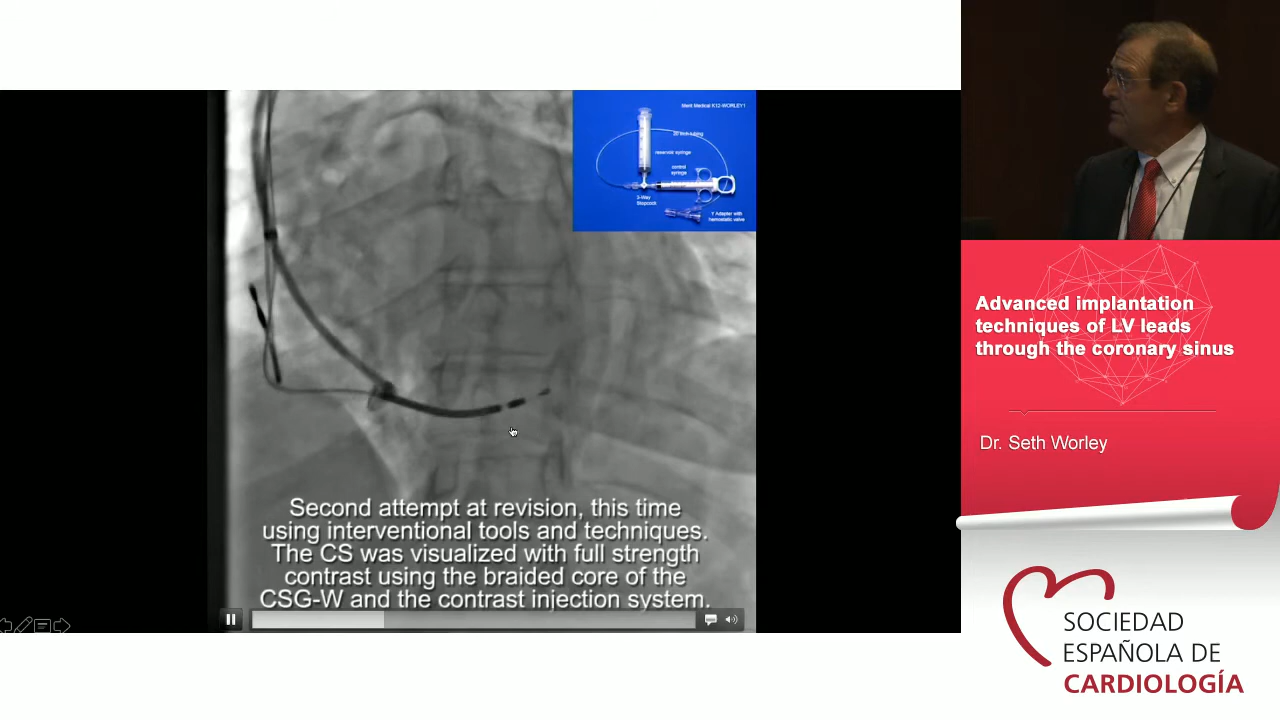 Merit Medical K12-WORLEY1
20 inch tubing
reservoir syringe
control
syringe
3-Way
Stopcock
Y Adapter with
hemostatic valve
Second attempt at revision, this time
using interventional tools and techniques.
The CS was visualized with full strength
contrast using the braided core of the
CSG-W and the contrast injection system.
Advanced implantation
techniques of LV leads
through the coronary sinus
Dr. Seth Worley
SOCIEDAD
ESPAÑOLA DE
CARDIOLOGÍA